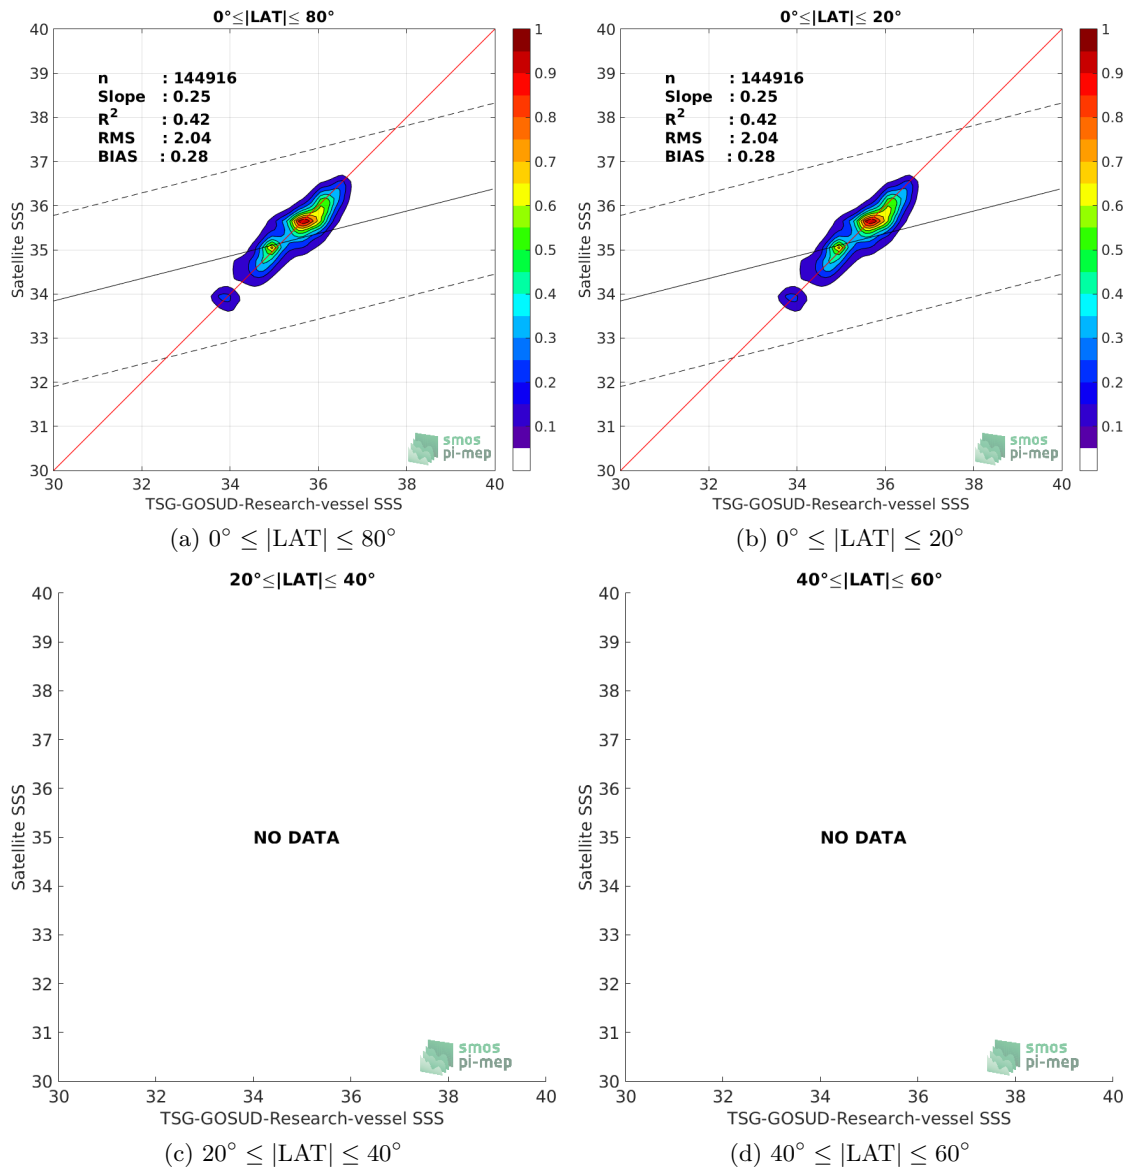 0°≤|LAT|≤ 80°
40
39
38
37
36
35
34
33
32
31
30
Satellite SSS
n : 144916
Slope : 0.25
R2 : 0.42
RMS : 2.04
BIAS : 0.28
smos
pi-mep
30 32 34 36 38 40
TSG-GOSUD-Research-vessel SSS
1
0.9
0.8
0.7
0.6
0.5
0.4
0.3
0.2
0.1
(a) 0° ≤ |LAT| ≤ 80°
0°≤|LAT|≤ 20°
40
39
38
37
36
35
34
33
32
31
30
Satellite SSS
n : 144916
Slope : 0.25
R2 : 0.42
RMS : 2.04
BIAS : 0.28
smos
pi-mep
30 32 34 36 38 40
TSG-GOSUD-Research-vessel SSS
1
0.9
0.8
0.7
0.6
0.5
0.4
0.3
0.2
0.1
(b) 0° ≤ |LAT| ≤ 20°
20°≤|LAT|≤ 40°
40
39
38
37
36
35
34
33
32
31
30
Satellite SSS
NO DATA
smos
pi-mep
30 32 34 36 38 40
TSG-GOSUD-Research-vessel SSS
(c) 20° ≤ |LAT| ≤ 40°
40°≤|LAT|≤ 60°
40
39
38
37
36
35
34
33
32
31
30
Satellite SSS
NO DATA
smos
pi-mep
30 32 34 36 38 40
TSG-GOSUD-Research-vessel SSS
(d) 40° ≤ |LAT| ≤ 60°